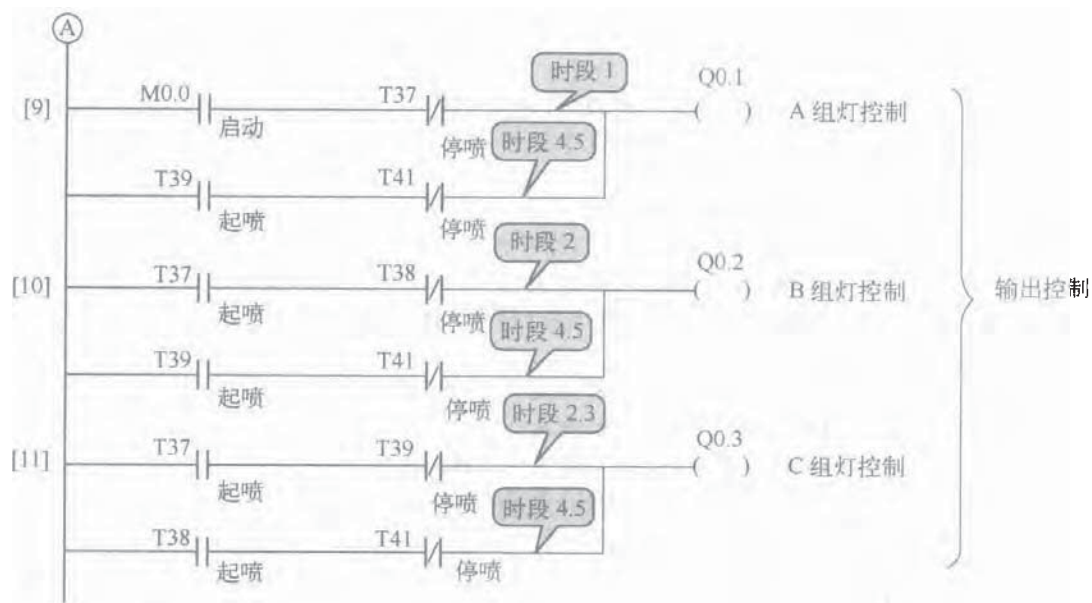 A
时段 1
Q0.1
[9]
M0.0
T37
启动
停喷
A 组灯控制
时段 4.5
T39
T41
起喷
停喷
时段 2
Q0.2
[10]
T37
T38
起喷
停喷
B 组灯控制
输出控制
时段 4.5
T39
T41
起喷
停喷
时段 2.3
Q0.3
[11]
T37
T39
起喷
停喷
C 组灯控制
时段 4.5
T38
T41
起喷
停喷